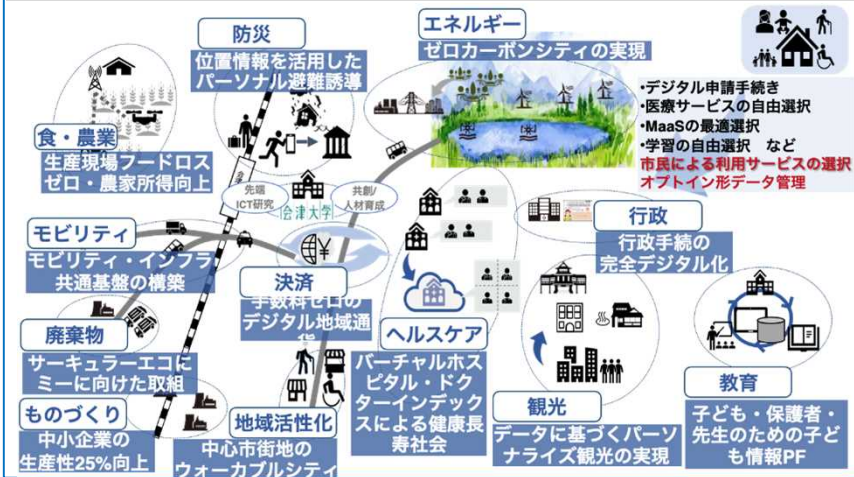 防災
位置情報を活用した
パーソナル避難誘導
エネルギー
ゼロカーボンシティの実現
•デジタル申請手続き
•医療サービスの自由選択
•MaaSの最適選択
•学習の自由選択 など
市民による利用サービスの選択
オプトイン形データ管理
食・農業
生産現場フードロス
ゼロ・農家所得向上
先端
ICT研究
会津大学
共創/
人材育成
モビリティ
モビリティ・インフラ
共通基盤の構築
決済
手数料ゼロの
デジタル地域通
貨
行政
行政手続の
完全デジタル化
廃棄物
サーキュラーエコに
ミーに向けた取組
ヘルスケア
バーチャルホス
ピタル・ドク
ターインデック
スによる健康長
寿社会
観光
データに基づくパーソ
ナライズ観光の実現
教育
子ども・保護者・
先生のための子ど
も情報PF
ものづくり
中小企業の
生産性25%向上
地域活性化
中心市街地の
ウォーカブルシティ